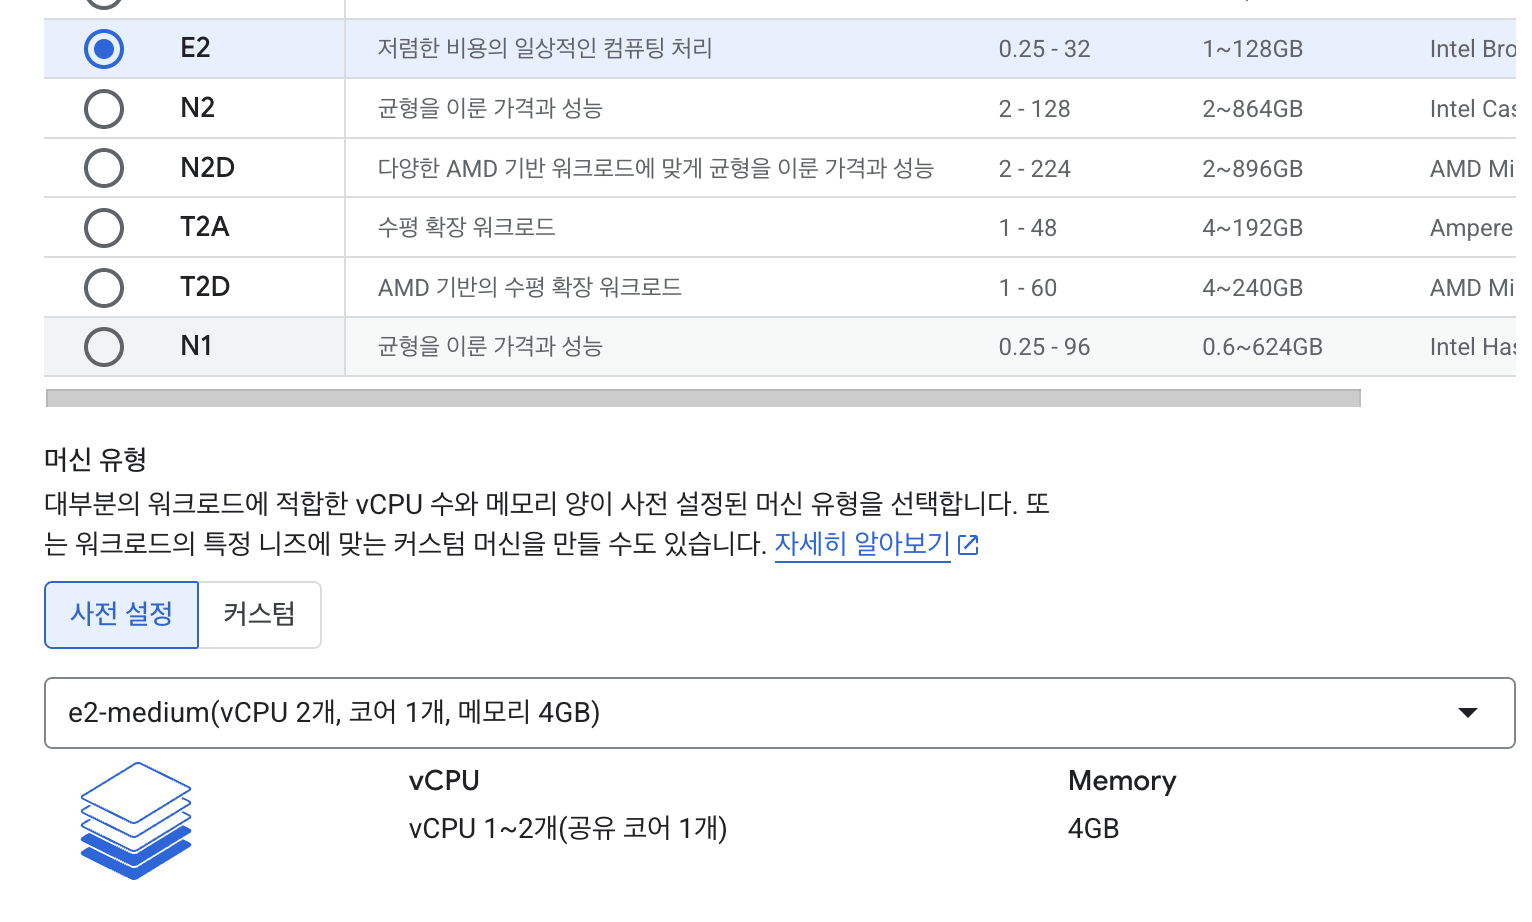 E2 저렴한 비용의 일상적인 컴퓨팅 처리 0.25 - 32 1~128GB Intel Bro
N2 균형을 이룬 가격과 성능 2 - 128 2~864GB Intel Cas
N2D 다양한 AMD 기반 워크로드에 맞게 균형을 이룬 가격과 성능 2 - 224 2~896GB AMD Mi
T2A 수평 확장 워크로드 1 - 48 4~192GB Ampere
T2D AMD 기반의 수평 확장 워크로드 1 - 60 4~240GB AMD Mi
N1 균형을 이룬 가격과 성능 0.25 - 96 0.6~624GB Intel Has
머신 유형
대부분의 워크로드에 적합한 vCPU 수와 메모리 양이 사전 설정된 머신 유형을 선택합니다. 또
는 워크로드의 특정 니즈에 맞는 커스텀 머신을 만들 수도 있습니다. 자세히 알아보기
사전 설정 커스텀
e2-medium(vCPU 2개, 코어 1개, 메모리 4GB)
vCPU Memory
vCPU 1~2개(공유 코어 1개) 4GB